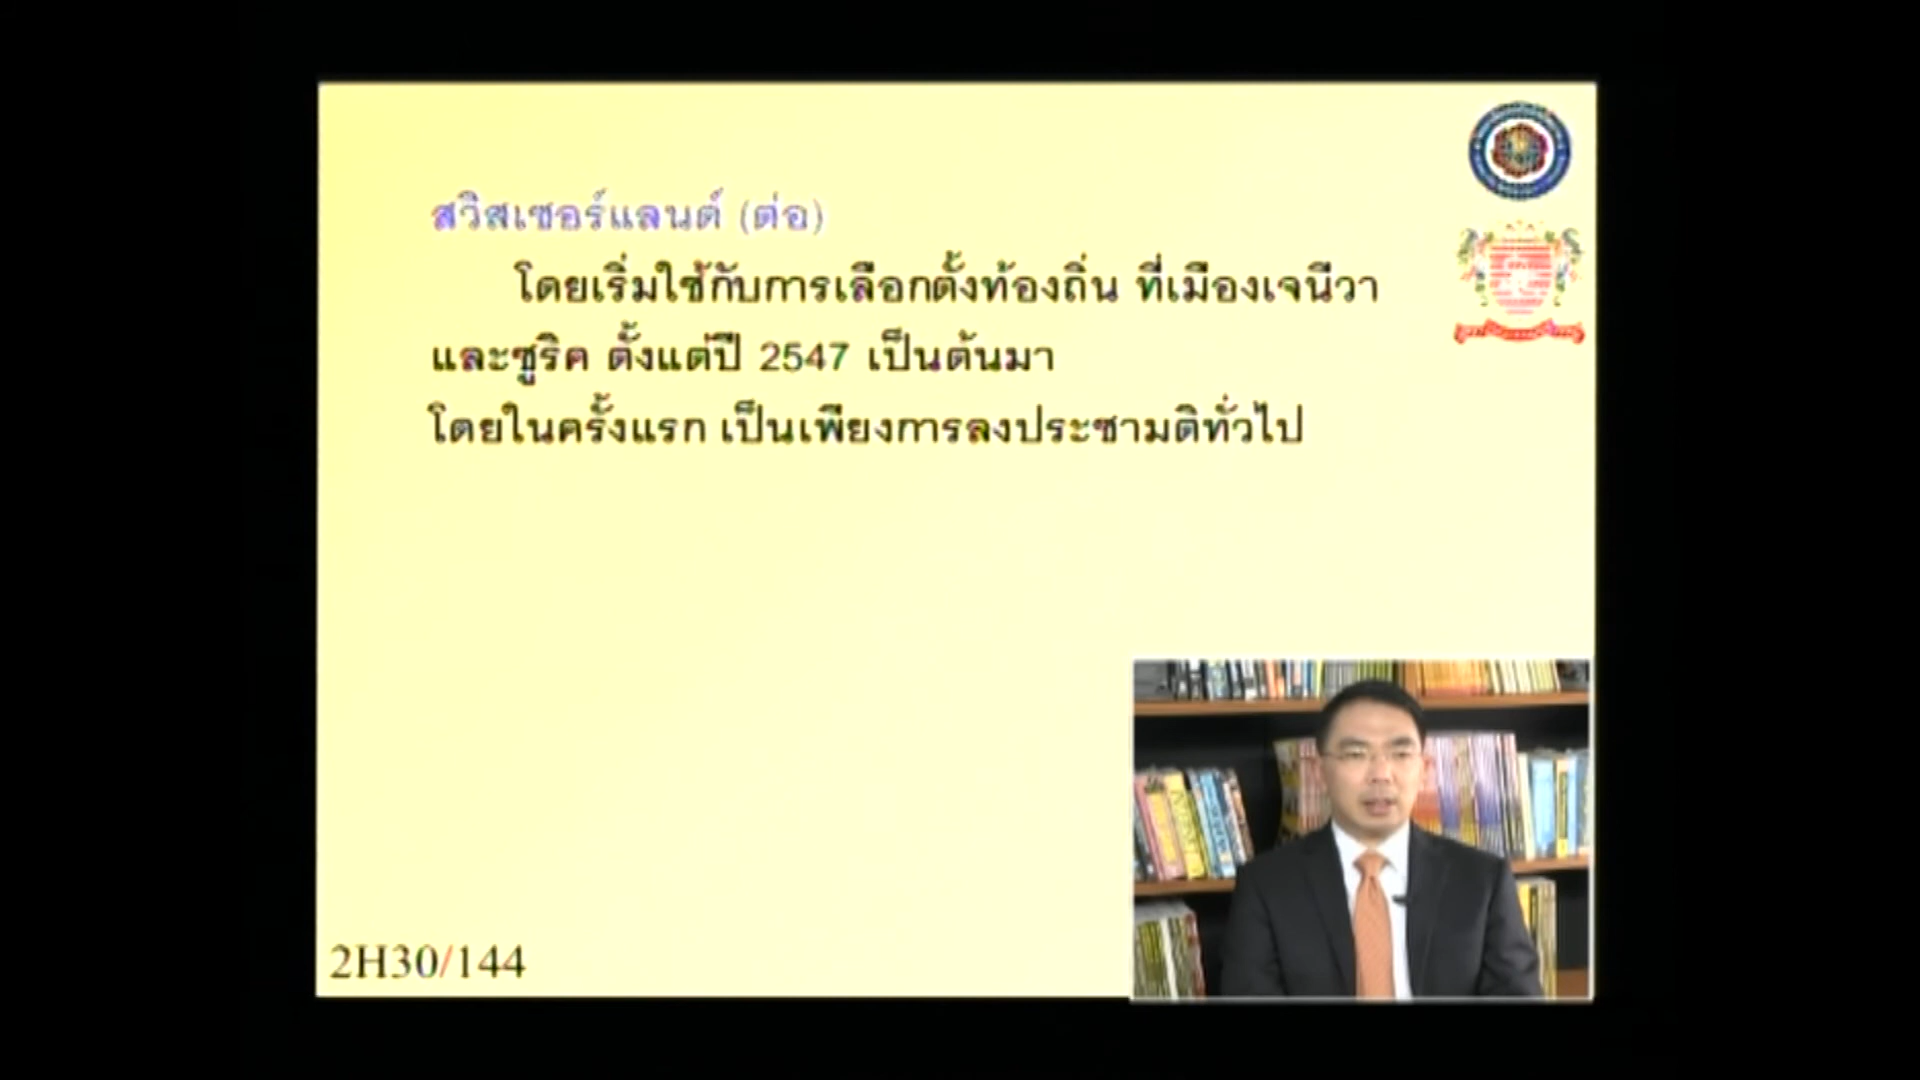 สวิสเซอร์แลนด์ (ต่อ)
โดยเริ่มใช้กับการเลือกตั้งท้องถิ่น ที่เมืองเจนีวา
และซูริค ตั้งแต่ปี 2547 เป็นต้นมา
โดยในครั้งแรก เป็นเพียงการลงประชามติทั่วไป
2H30/144